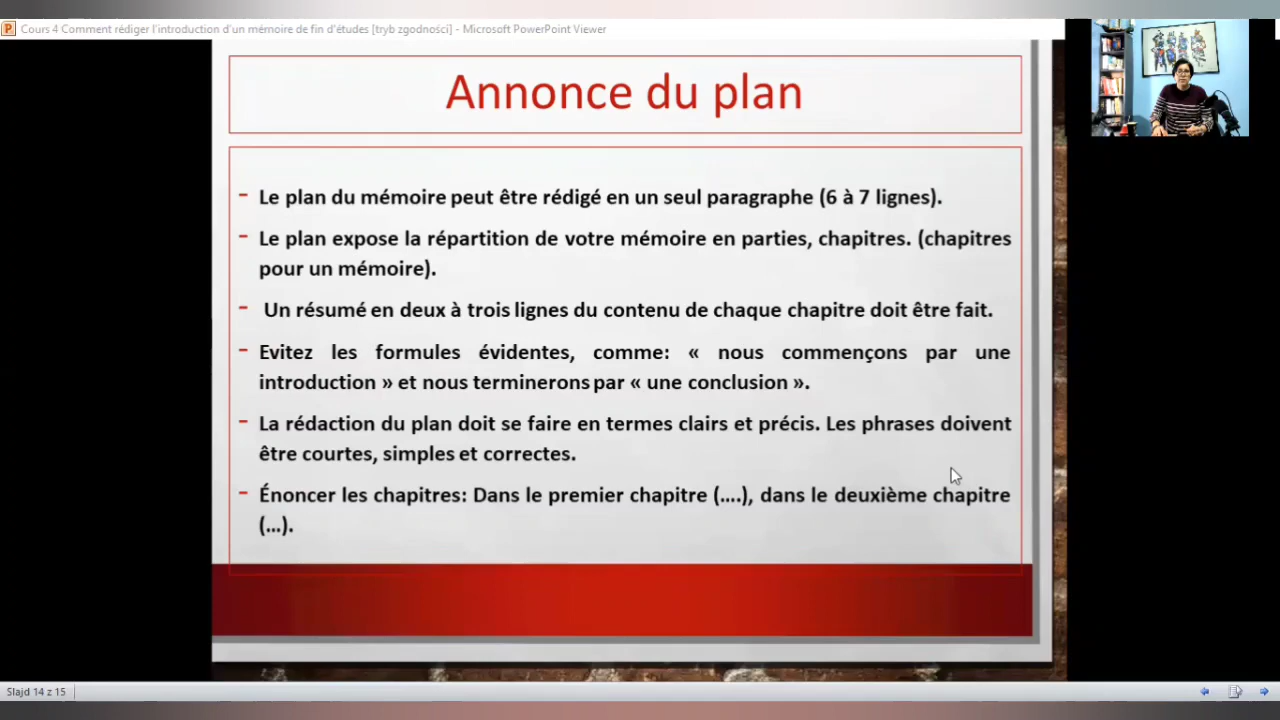 Cours 4 Comment rédiger l'introduction d'un mémoire de fin d'études [tryb zgodności] - Microsoft PowerPoint Viewer
Annonce du plan
- Le plan du mémoire peut être rédigé en un seul paragraphe (6 à 7 lignes).
- Le plan expose la répartition de votre mémoire en parties, chapitres. (chapitres
pour un mémoire).
- Un résumé en deux à trois lignes du contenu de chaque chapitre doit être fait.
- Evitez les formules évidentes, comme: « nous commençons par une
introduction » et nous terminerons par « une conclusion ».
- La rédaction du plan doit se faire en termes clairs et précis. Les phrases doivent
être courtes, simples et correctes.
- Énoncer les chapitres: Dans le premier chapitre (....), dans le deuxième chapitre
(...).
Slajd 14 z 15